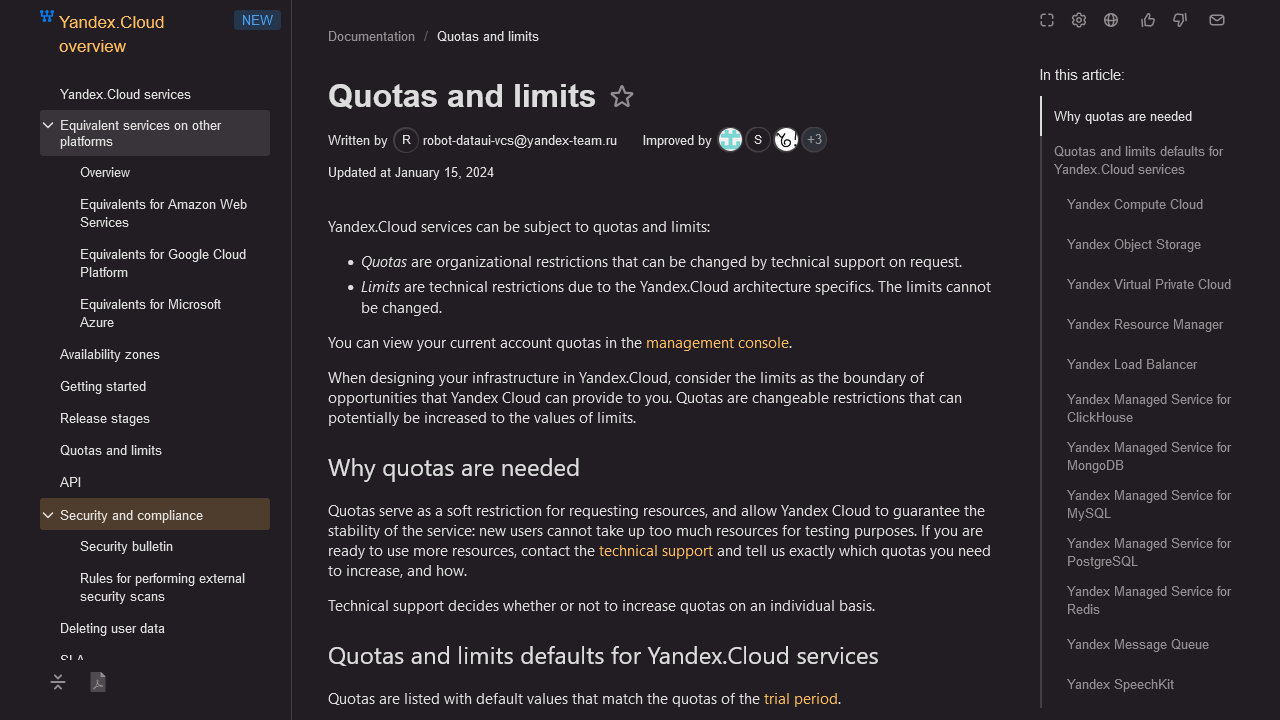 Yandex.Cloud
overview
NEW
Yandex.Cloud services
Equivalent services on other
platforms
Overview
Equivalents for Amazon Web
Services
Equivalents for Google Cloud
Platform
Equivalents for Microsoft
Azure
Availability zones
Getting started
Release stages
Quotas and limits
API
Security and compliance
Security bulletin
Rules for performing external
security scans
Deleting user data
SLA
Documentation / Quotas and limits
Quotas and limits
Written by R robot-dataui-vcs@yandex-team.ru Improved by S +3
Updated at January 15, 2024
Yandex.Cloud services can be subject to quotas and limits:
• Quotas are organizational restrictions that can be changed by technical support on request.
• Limits are technical restrictions due to the Yandex.Cloud architecture specifics. The limits cannot
be changed.
You can view your current account quotas in the management console.
When designing your infrastructure in Yandex.Cloud, consider the limits as the boundary of
opportunities that Yandex Cloud can provide to you. Quotas are changeable restrictions that can
potentially be increased to the values of limits.
Why quotas are needed
Quotas serve as a soft restriction for requesting resources, and allow Yandex Cloud to guarantee the
stability of the service: new users cannot take up too much resources for testing purposes. If you are
ready to use more resources, contact the technical support and tell us exactly which quotas you need
to increase, and how.
Technical support decides whether or not to increase quotas on an individual basis.
Quotas and limits defaults for Yandex.Cloud services
Quotas are listed with default values that match the quotas of the trial period.
In this article:
Why quotas are needed
Quotas and limits defaults for
Yandex.Cloud services
Yandex Compute Cloud
Yandex Object Storage
Yandex Virtual Private Cloud
Yandex Resource Manager
Yandex Load Balancer
Yandex Managed Service for
ClickHouse
Yandex Managed Service for
MongoDB
Yandex Managed Service for
MySQL
Yandex Managed Service for
PostgreSQL
Yandex Managed Service for
Redis
Yandex Message Queue
Yandex SpeechKit